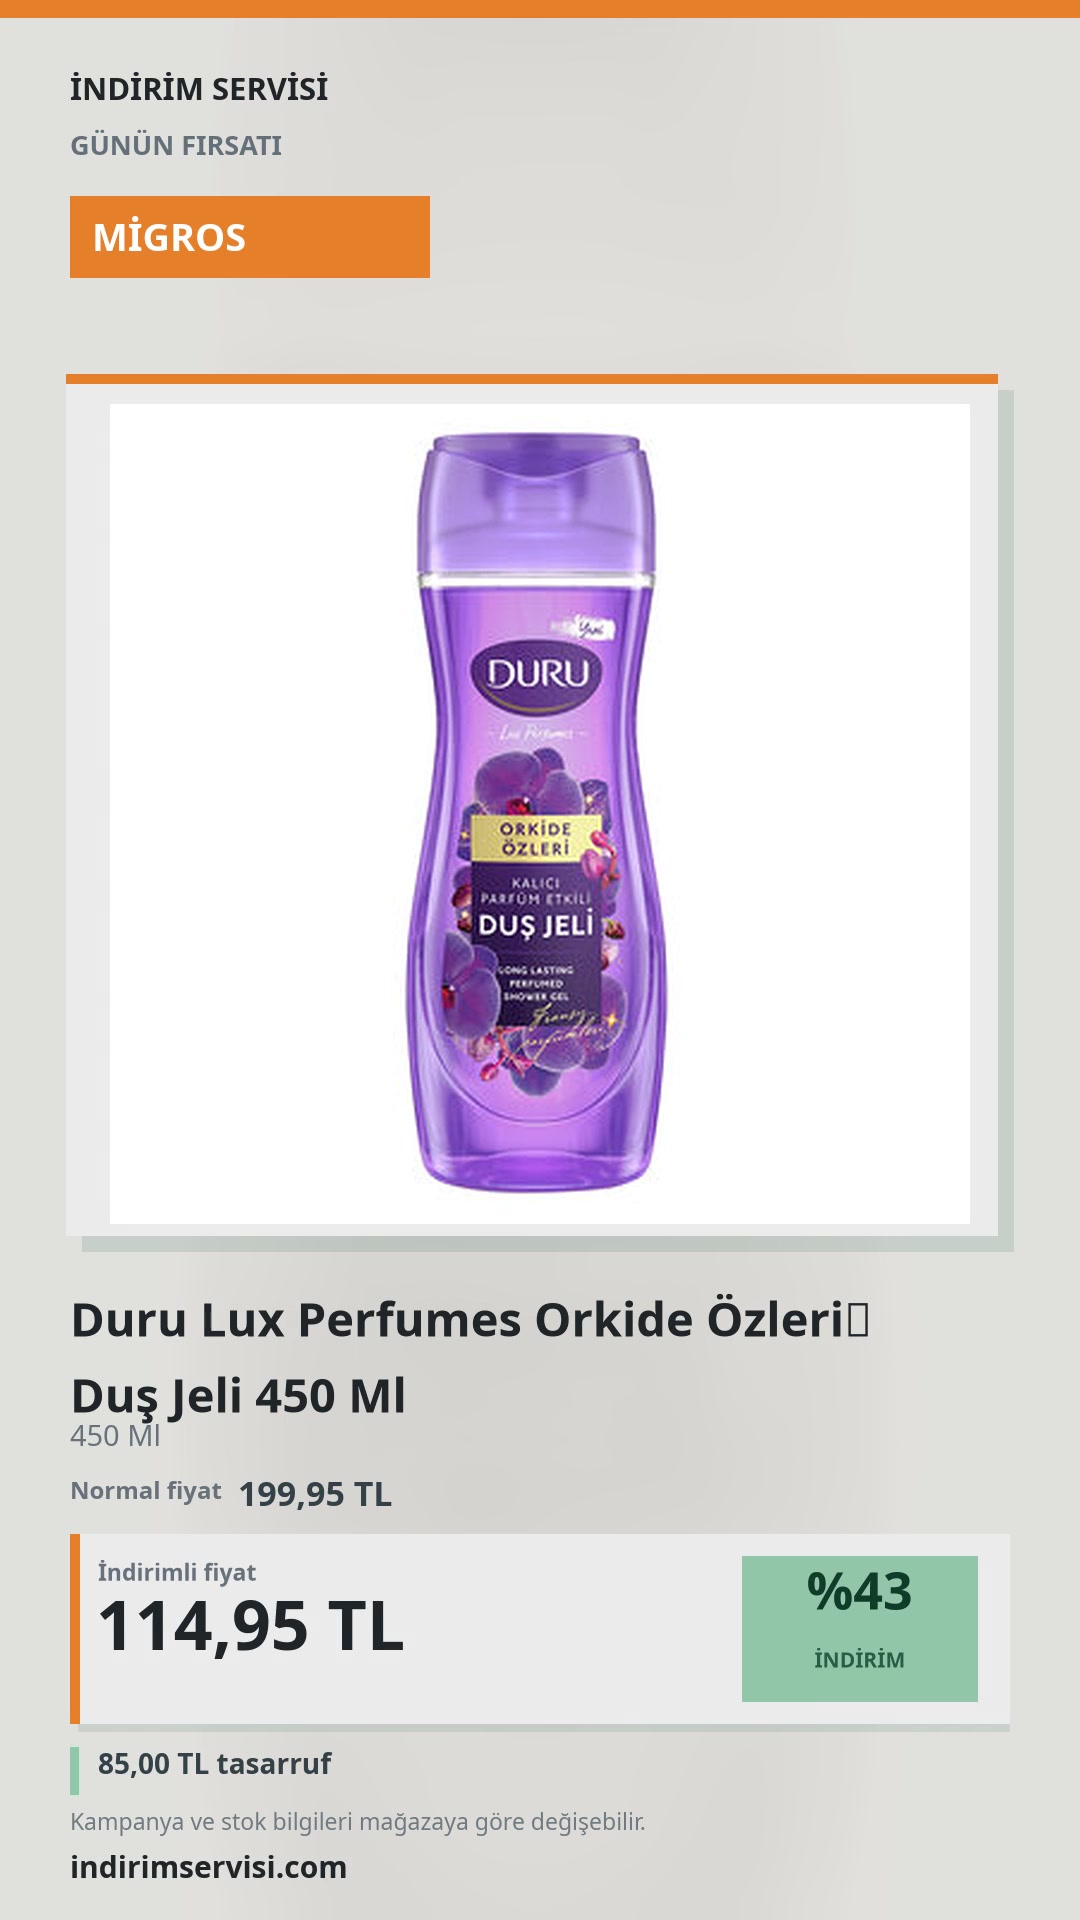 İNDİRİM SERVİSİ
GÜNÜN FIRSATI
MİGROS
Yeni
DURU
Lux Perfumes
ORKİDE
ÖZLERİ
KALICI
PARFÜM ETKİLİ
DUŞ JELİ
LONG LASTING
PERFUMED
SHOWER GEL
Duru Lux Perfumes Orkide Özleri
Duş Jeli 450 Ml
450 Ml
Normal fiyat 199,95 TL
İndirimli fiyat
114,95 TL
%43
İNDİRİM
85,00 TL tasarruf
Kampanya ve stok bilgileri mağazaya göre değişebilir.
indirimservisi.com